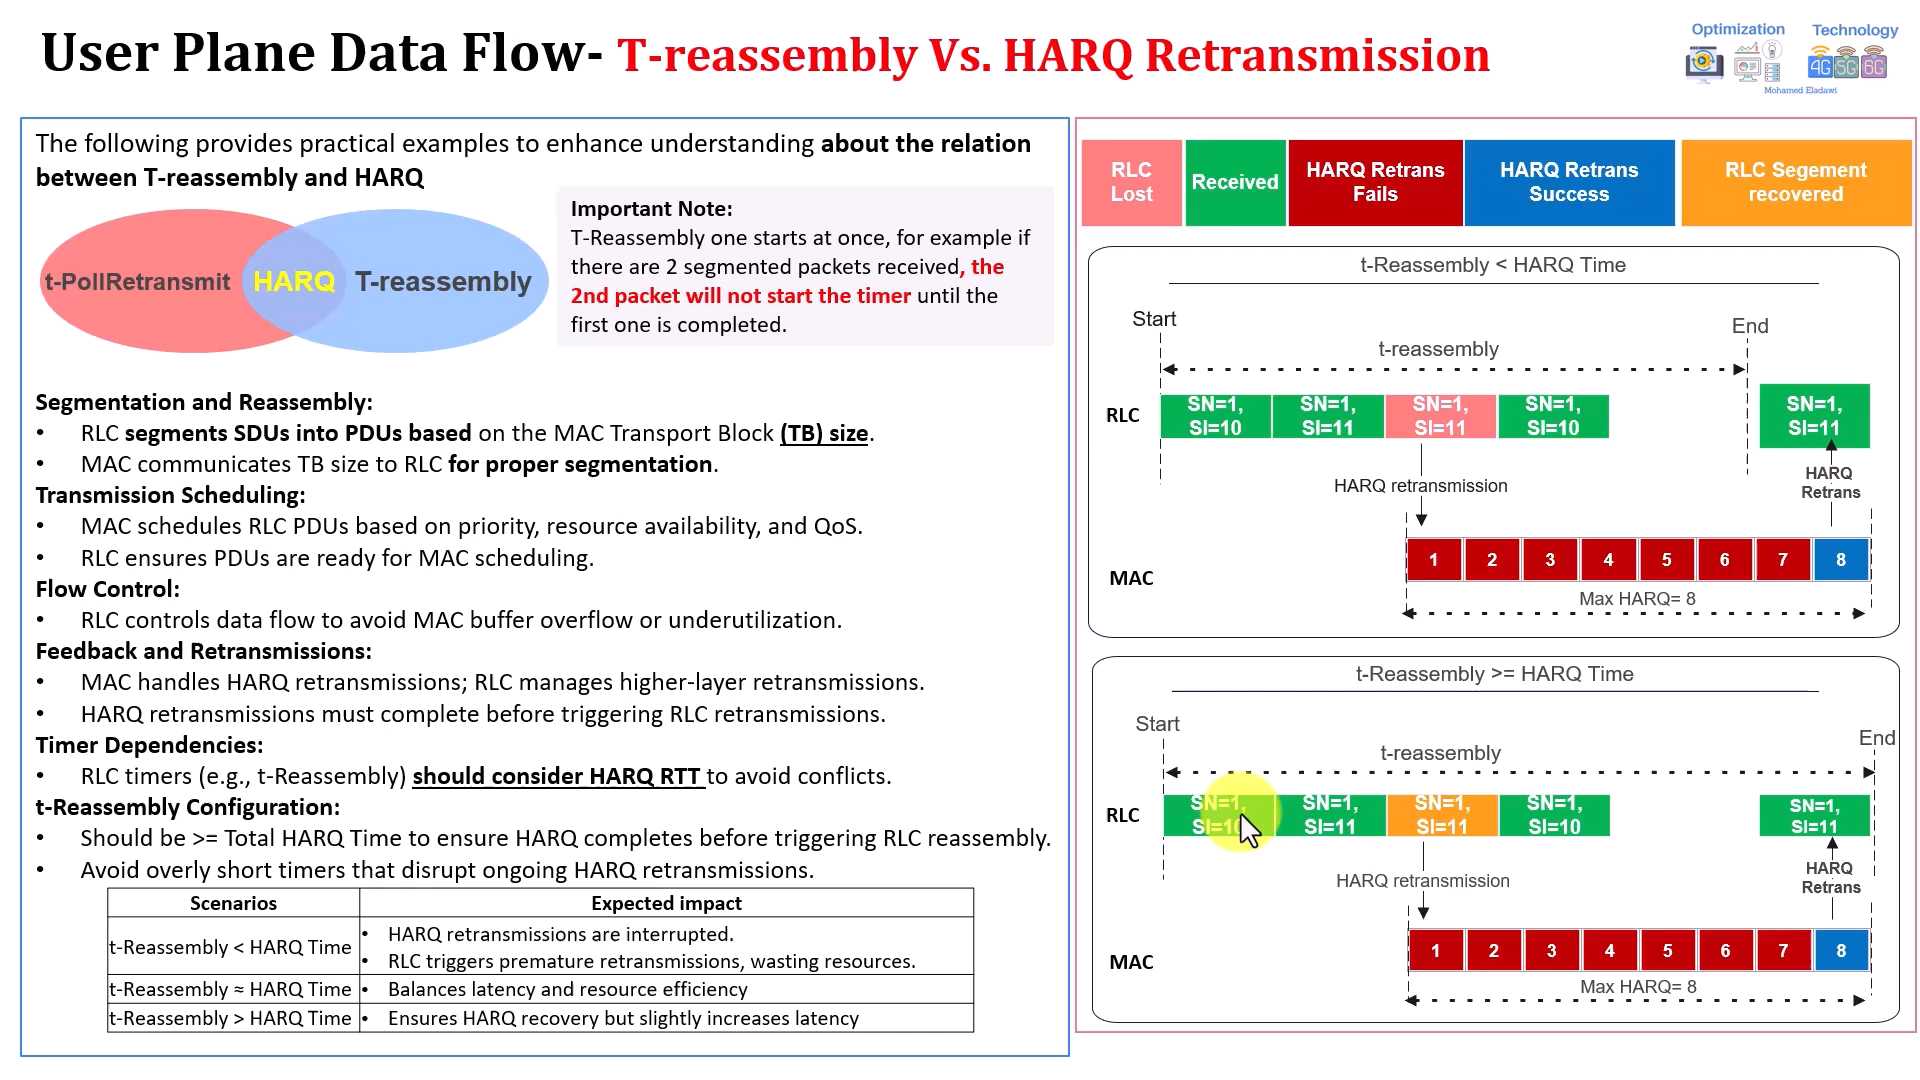 User Plane Data Flow- T-reassembly Vs. HARQ Retransmission
Optimization Technology
4G 5G 6G
Mohamed Eladawi
The following provides practical examples to enhance understanding about the relation
between T-reassembly and HARQ
t-PollRetransmit HARQ T-reassembly
Important Note:
T-Reassembly one starts at once, for example if
there are 2 segmented packets received, the
2nd packet will not start the timer until the
first one is completed.
Segmentation and Reassembly:
• RLC segments SDUs into PDUs based on the MAC Transport Block (TB) size.
• MAC communicates TB size to RLC for proper segmentation.
Transmission Scheduling:
• MAC schedules RLC PDUs based on priority, resource availability, and QoS.
• RLC ensures PDUs are ready for MAC scheduling.
Flow Control:
• RLC controls data flow to avoid MAC buffer overflow or underutilization.
Feedback and Retransmissions:
• MAC handles HARQ retransmissions; RLC manages higher-layer retransmissions.
• HARQ retransmissions must complete before triggering RLC retransmissions.
Timer Dependencies:
• RLC timers (e.g., t-Reassembly) should consider HARQ RTT to avoid conflicts.
t-Reassembly Configuration:
• Should be >= Total HARQ Time to ensure HARQ completes before triggering RLC reassembly.
• Avoid overly short timers that disrupt ongoing HARQ retransmissions.
Scenarios Expected impact
t-Reassembly < HARQ Time
• HARQ retransmissions are interrupted.
• RLC triggers premature retransmissions, wasting resources.
t-Reassembly ≈ HARQ Time • Balances latency and resource efficiency
t-Reassembly > HARQ Time • Ensures HARQ recovery but slightly increases latency
RLC
Lost
Received
HARQ Retrans
Fails
HARQ Retrans
Success
RLC Segement
recovered
t-Reassembly < HARQ Time
Start
End
t-reassembly
RLC
SN=1,
SI=10
SN=1,
SI=11
SN=1,
SI=11
SN=1,
SI=10
SN=1,
SI=11
HARQ retransmission
HARQ
Retrans
MAC
1 2 3 4 5 6 7 8
Max HARQ= 8
t-Reassembly >= HARQ Time
Start
End
t-reassembly
RLC
SN=1,
SI=10
SN=1,
SI=11
SN=1,
SI=11
SN=1,
SI=10
SN=1,
SI=11
HARQ retransmission
HARQ
Retrans
MAC
1 2 3 4 5 6 7 8
Max HARQ= 8